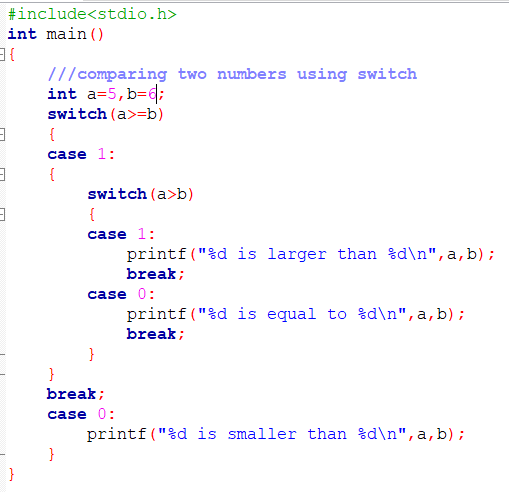 #include<stdio.h>
int main()
{
    ///comparing two numbers using switch
    int a=5,b=6;
    switch(a>=b)
    {
    case 1:
    {
        switch(a>b)
        {
        case 1:
            printf("%d is larger than %d\n",a,b);
            break;
        case 0:
            printf("%d is equal to %d\n",a,b);
            break;
        }
    }
    break;
    case 0:
        printf("%d is smaller than %d\n",a,b);
    }
}